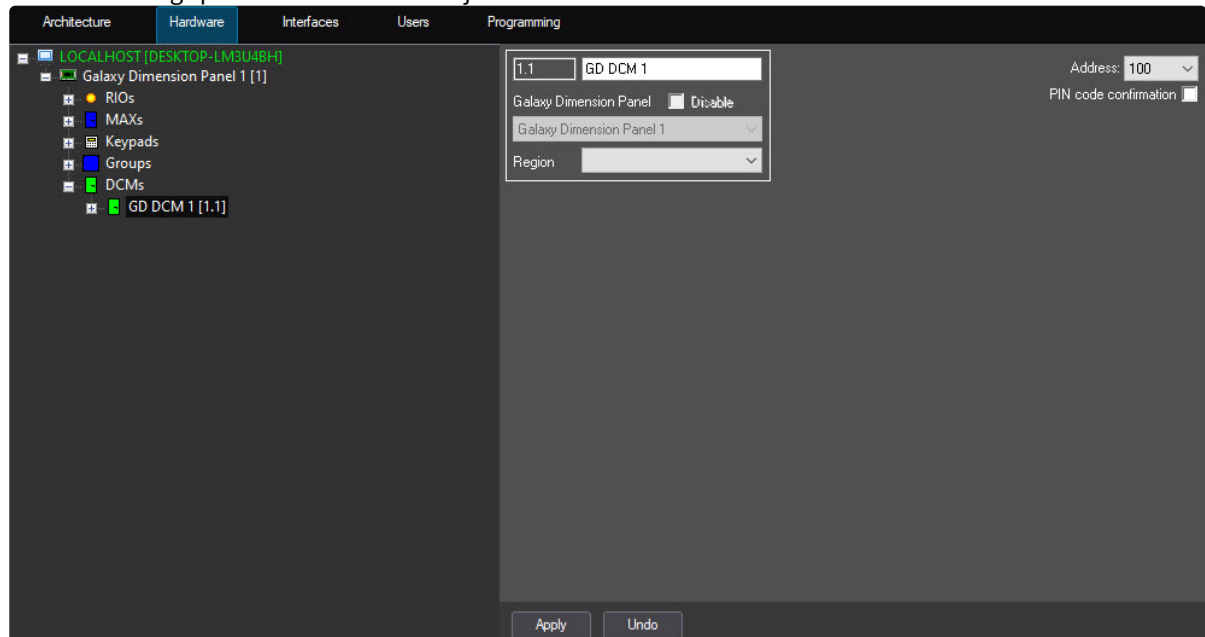 Architecture Hardware Interfaces Users Programming
LOCALHOST [DESKTOP-LM3U4BH]
Galaxy Dimension Panel 1 [1]
RIOs
MAXs
Keypads
Groups
DCMs
GD DCM 1 [1.1]
1.1 GD DCM 1
Galaxy Dimension Panel Disable
Galaxy Dimension Panel 1
Region
Address: 100
PIN code confirmation
Apply Undo